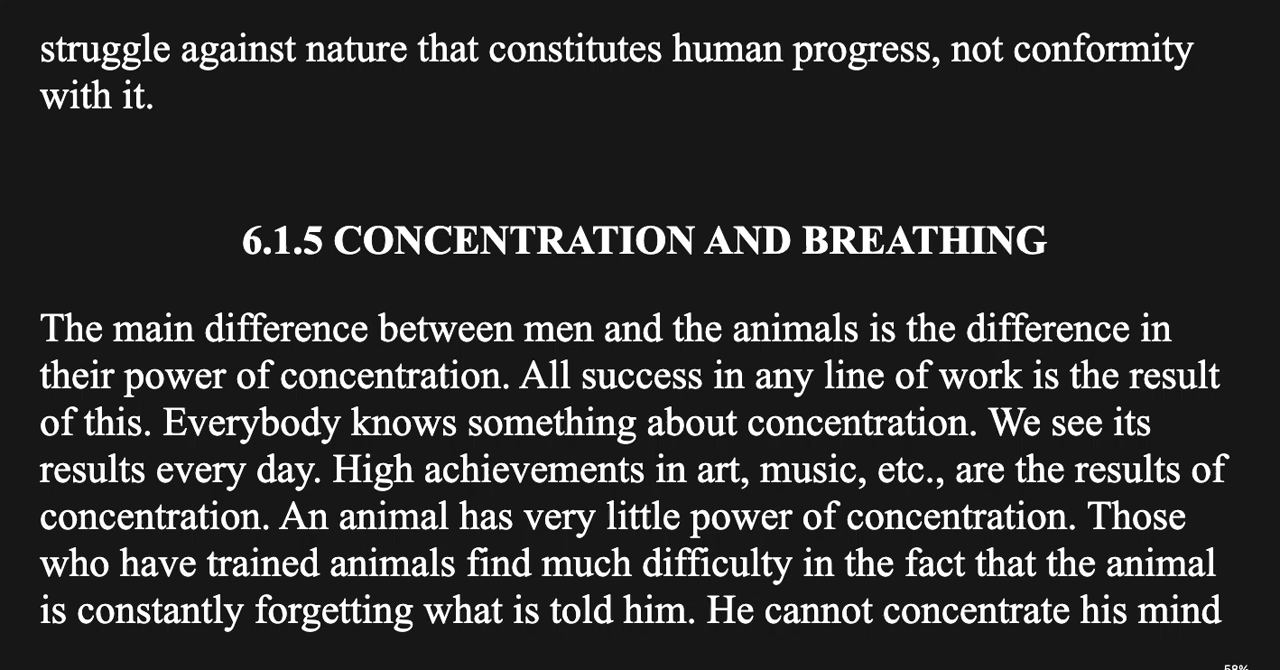 struggle against nature that constitutes human progress, not conformity
with it.
6.1.5 CONCENTRATION AND BREATHING
The main difference between men and the animals is the difference in
their power of concentration. All success in any line of work is the result
of this. Everybody knows something about concentration. We see its
results every day. High achievements in art, music, etc., are the results of
concentration. An animal has very little power of concentration. Those
who have trained animals find much difficulty in the fact that the animal
is constantly forgetting what is told him. He cannot concentrate his mind
58%